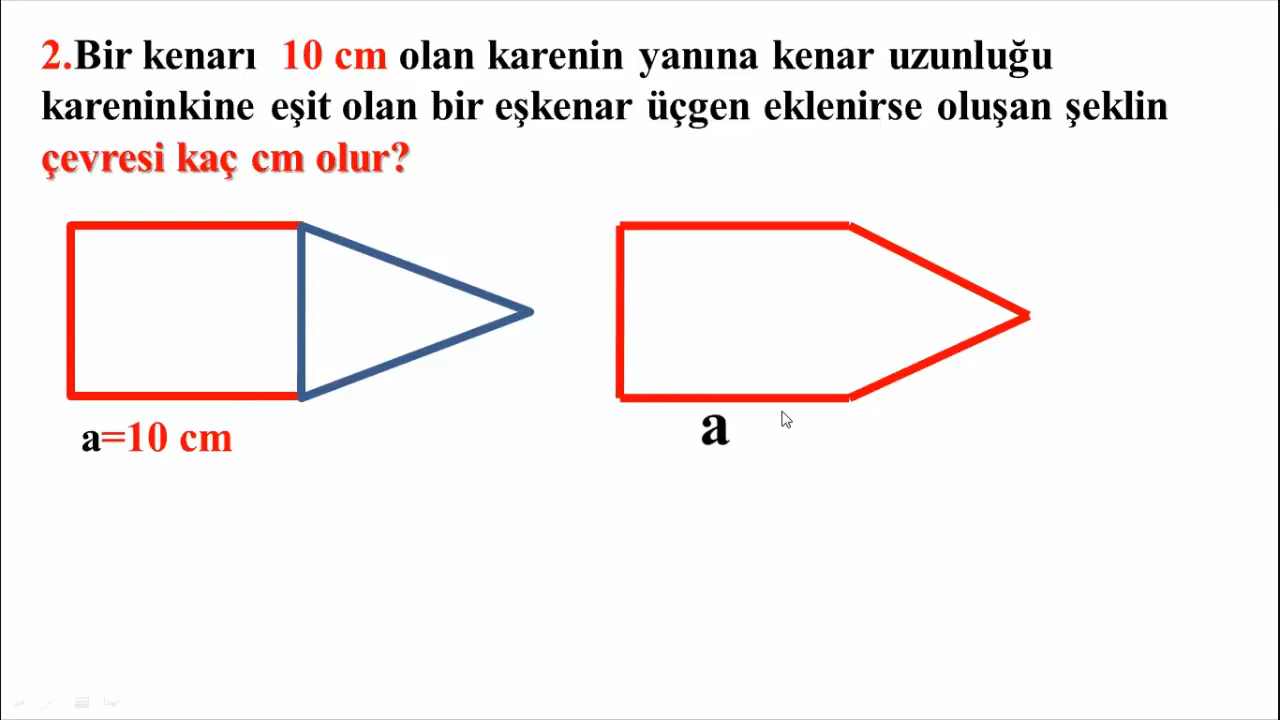 2.Bir kenarı 10 cm olan karenin yanına kenar uzunluğu
kareninkine eşit olan bir eşkenar üçgen eklenirse oluşan şeklin
çevresi kaç cm olur?
a=10 cm
a